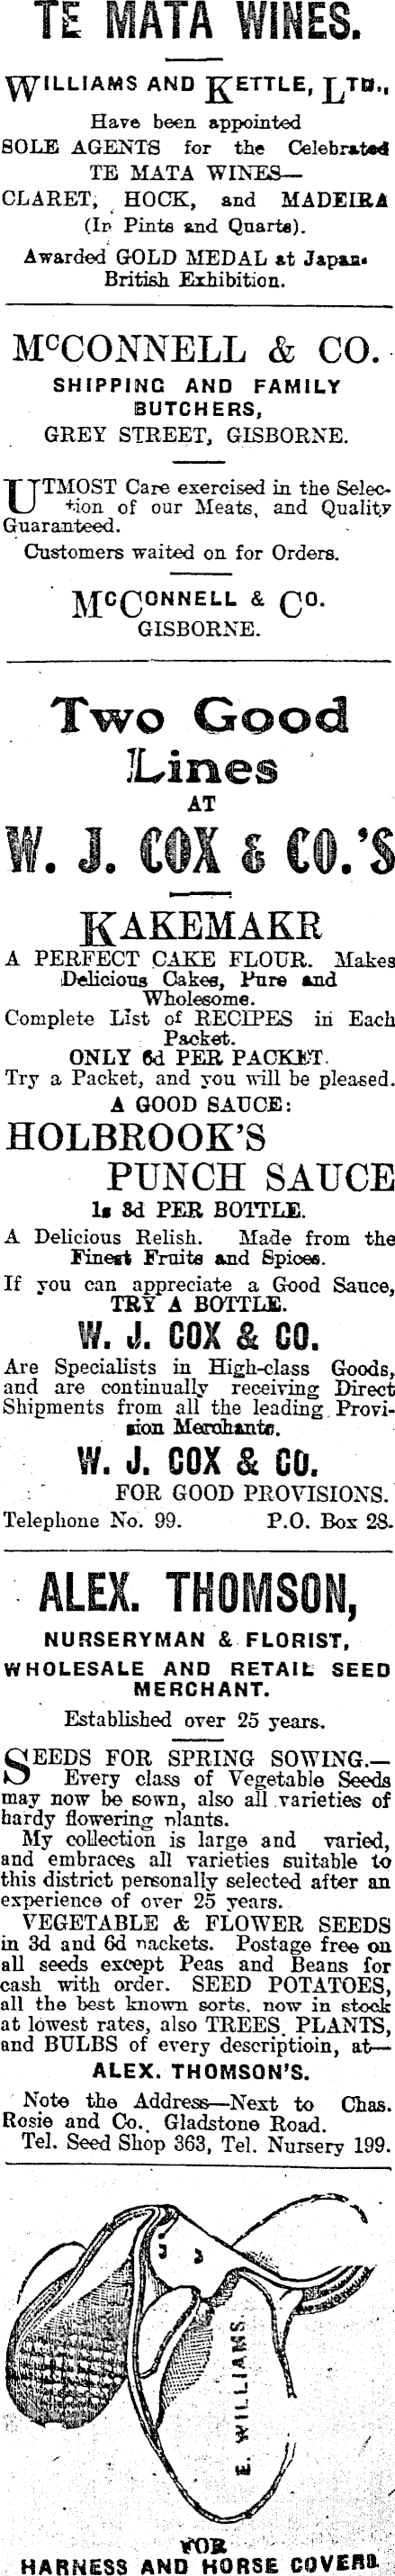 TE MATA WINES.
WILLIAMS AND KETTLE, LTD.,
Have been appointed
SOLE AGENTS for the Celebrated
TE MATA WINES—
CLARET, HOCK, and MADEIRA
(In Pints and Quarts).
Awarded GOLD MEDAL at Japan-
British Exhibition.
McCONNELL & CO.
SHIPPING AND FAMILY
BUTCHERS,
GREY STREET, GISBORNE.
UTMOST Care exercised in the Selec-
tion of our Meats, and Quality
Guaranteed.
Customers waited on for Orders.
McCONNELL & CO.
GISBORNE.
Two Good
Lines
AT
W. J. COX & CO.'S
KAKEMAKR
A PERFECT CAKE FLOUR. Makes
Delicious Cakes, Pure and
Wholesome.
Complete List of RECIPES in Each
Packet.
ONLY 6d PER PACKET.
Try a Packet, and you will be pleased.
A GOOD SAUCE:
HOLBROOK'S
PUNCH SAUCE
1s 3d PER BOTTLE.
A Delicious Relish. Made from the
Finest Fruits and Spices.
If you can appreciate a Good Sauce,
TRY A BOTTLE.
W. J. COX & CO.
Are Specialists in High-class Goods,
and are continually receiving Direct
Shipments from all the leading Provi-
sion Merchants.
W. J. COX & CO.
FOR GOOD PROVISIONS.
Telephone No. 99. P.O. Box 28.
ALEX. THOMSON,
NURSERYMAN & FLORIST,
WHOLESALE AND RETAIL SEED
MERCHANT.
Established over 25 years.
SEEDS FOR SPRING SOWING.—
Every class of Vegetable Seeds
may now be sown, also all varieties of
hardy flowering plants.
My collection is large and varied,
and embraces all varieties suitable to
this district personally selected after an
experience of over 25 years.
VEGETABLE & FLOWER SEEDS
in 3d and 6d packets. Postage free on
all seeds except Peas and Beans for
cash with order. SEED POTATOES,
all the best known sorts, now in stock
at lowest rates, also TREES, PLANTS,
and BULBS of every descriptioin, at—
ALEX. THOMSON'S.
Note the Address—Next to Chas.
Rosie and Co., Gladstone Road.
Tel. Seed Shop 363, Tel. Nursery 199.
E. WILLIAMS.
FOR
HARNESS AND HORSE COVERS.